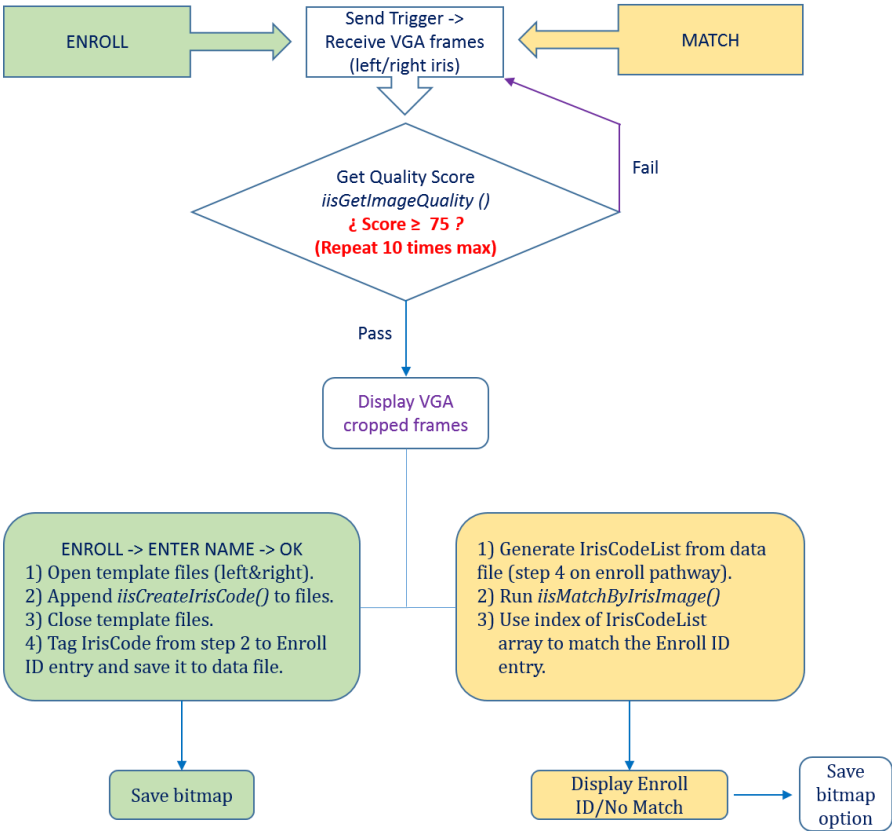 ENROLL
Send Trigger ->
Receive VGA frames
(left/right iris)
MATCH
Get Quality Score
iisGetImageQuality ()
¿ Score ≥ 75 ?
(Repeat 10 times max)
Fail
Pass
Display VGA
cropped frames
ENROLL -> ENTER NAME -> OK
1) Open template files (left&right).
2) Append iisCreateIrisCode() to files.
3) Close template files.
4) Tag IrisCode from step 2 to Enroll
ID entry and save it to data file.
1) Generate IrisCodeList from data
file (step 4 on enroll pathway).
2) Run iisMatchByIrisImage()
3) Use index of IrisCodeList
array to match the Enroll ID
entry.
Save bitmap
Display Enroll
ID/No Match
Save
bitmap
option